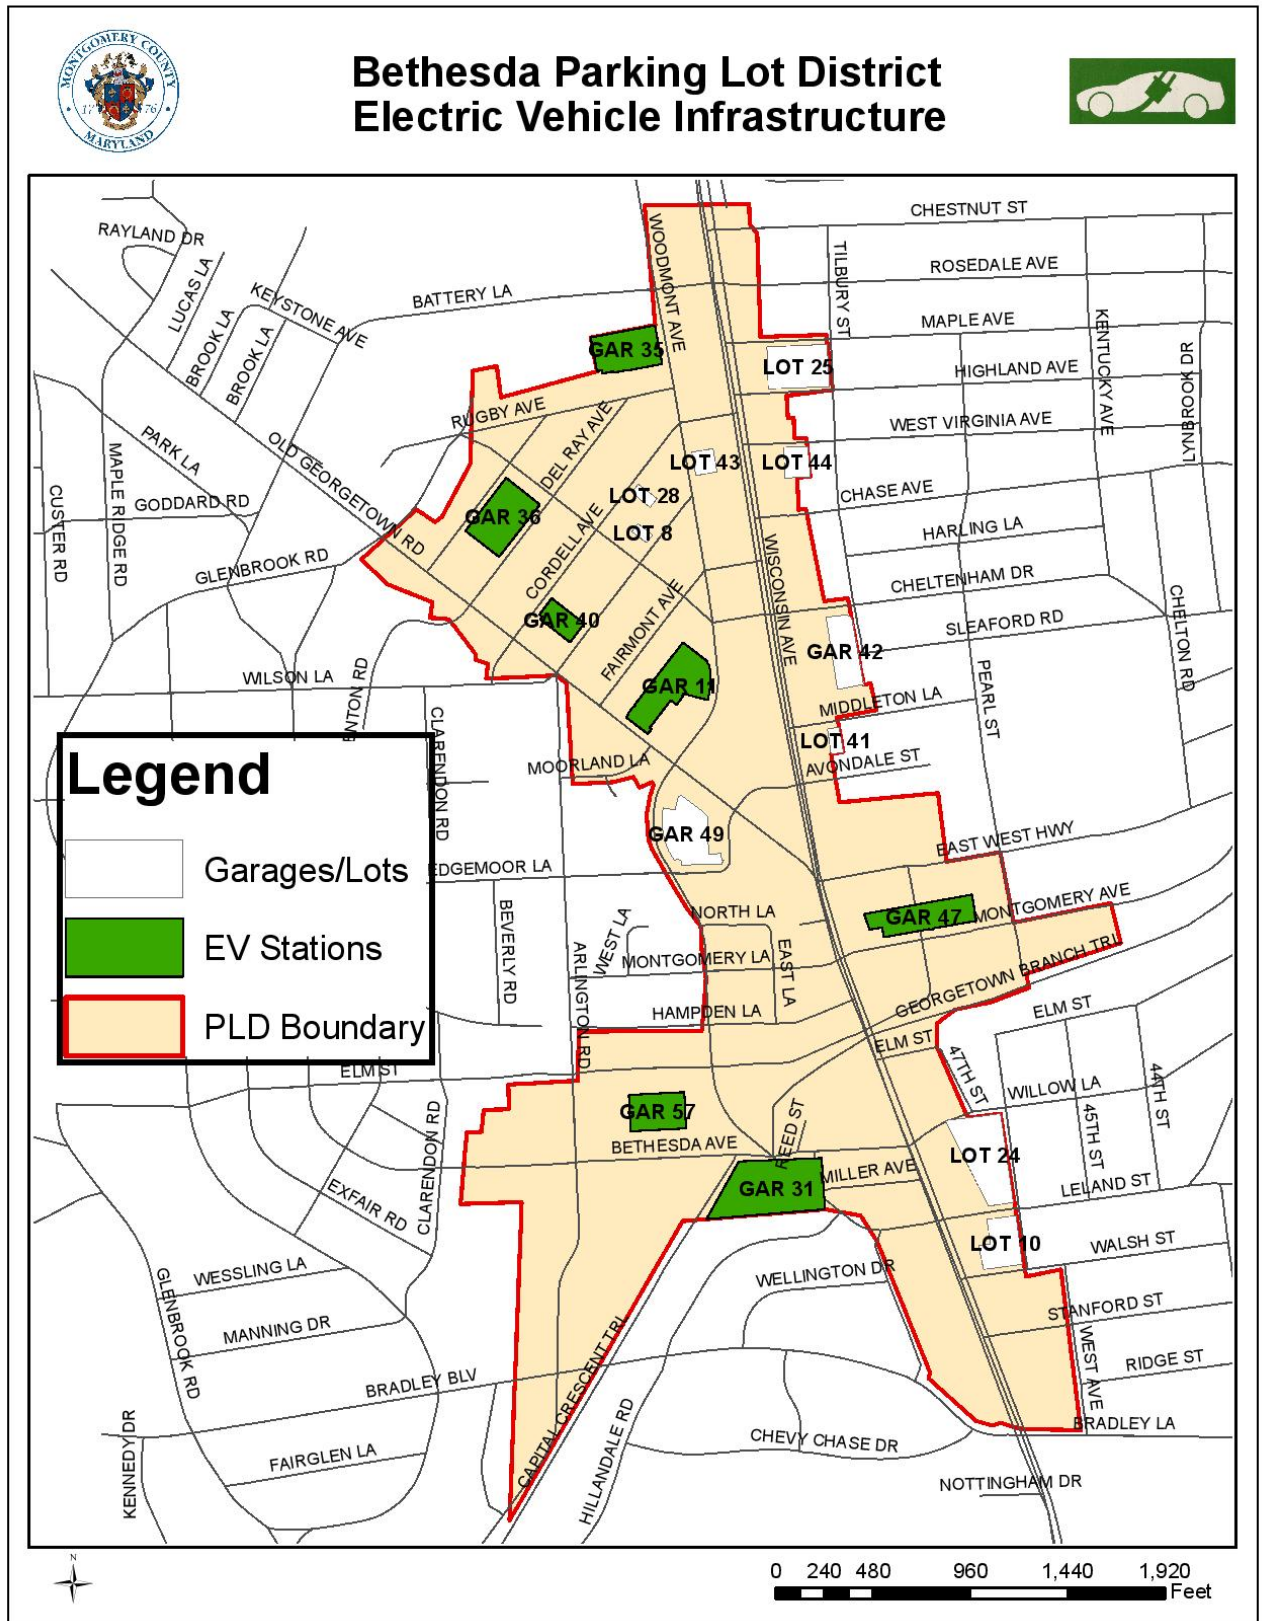 MONTGOMERY COUNTY
17 76
MARYLAND
Bethesda Parking Lot District
Electric Vehicle Infrastructure
CHESTNUT ST
RAYLAND DR
WOODMONT AVE
TILBURY ST
LUCAS LA
ROSEDALE AVE
KEYSTONE AVE
BATTERY LA
BROOK LA
BROOK LA
MAPLE AVE
KENTUCKY AVE
LYNBROOK DR
GAR 35
LOT 25
HIGHLAND AVE
RUGBY AVE
WEST VIRGINIA AVE
PARK LA
OLD GEORGETOWN RD
DEL RAY AVE
LOT 43
LOT 44
MAPLE RIDGE RD
CUSTER RD
GODDARD RD
LOT 28
CHASE AVE
GAR 36
LOT 8
HARLING LA
CORDELL AVE
WISCONSIN AVE
GLENBROOK RD
CHELTENHAM DR
GAR 40
FAIRMONT AVE
SLEAFORD RD
CHELTON RD
GAR 42
WILSON LA
ENTON RD
GAR 11
PEARL ST
MIDDLETON LA
CLARENDON RD
LOT 41
AVONDALE ST
MOORLAND LA
Legend
GAR 49
EAST WEST HWY
Garages/Lots
EDGEMOOR LA
BEVERLY RD
NORTH LA
GAR 47
MONTGOMERY AVE
WEST LA
EV Stations
ARLINGTON RD
MONTGOMERY LA
EAST LA
GEORGETOWN BRANCH TRL
PLD Boundary
HAMPDEN LA
ELM ST
ELM ST
ELM ST
47TH ST
WILLOW LA
44TH ST
45TH ST
GAR 57
REED ST
BETHESDA AVE
CLARENDON RD
LOT 24
MILLER AVE
GAR 31
LELAND ST
EXFAIR RD
LOT 10
WALSH ST
WESSLING LA
WELLINGTON DR
GLENBROOK RD
MANNING DR
STANFORD ST
WEST AVE
RIDGE ST
CAPITAL CRESCENT TRL
BRADLEY BLV
HILLANDALE RD
BRADLEY LA
KENNEDY DR
CHEVY CHASE DR
FAIRGLEN LA
NOTTINGHAM DR
N
0 240 480 960 1,440 1,920
Feet